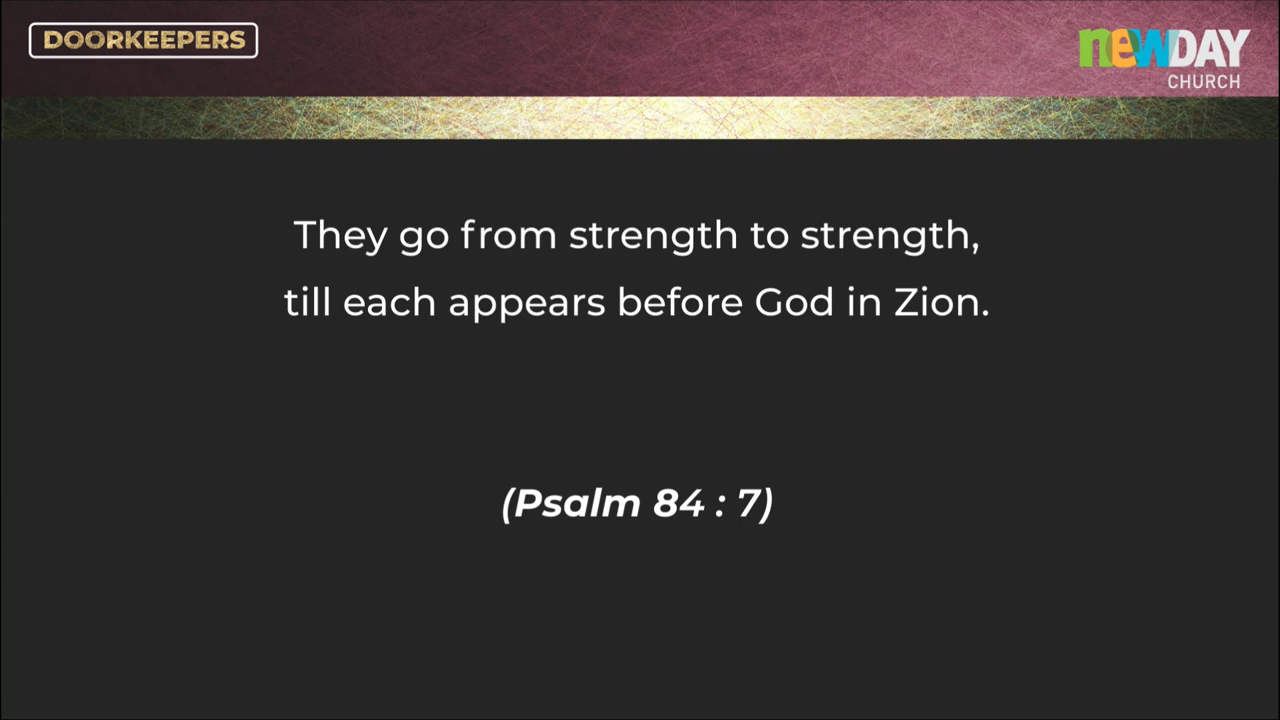 DOORKEEPERS
newDAY
CHURCH
They go from strength to strength,
till each appears before God in Zion.
(Psalm 84 : 7)